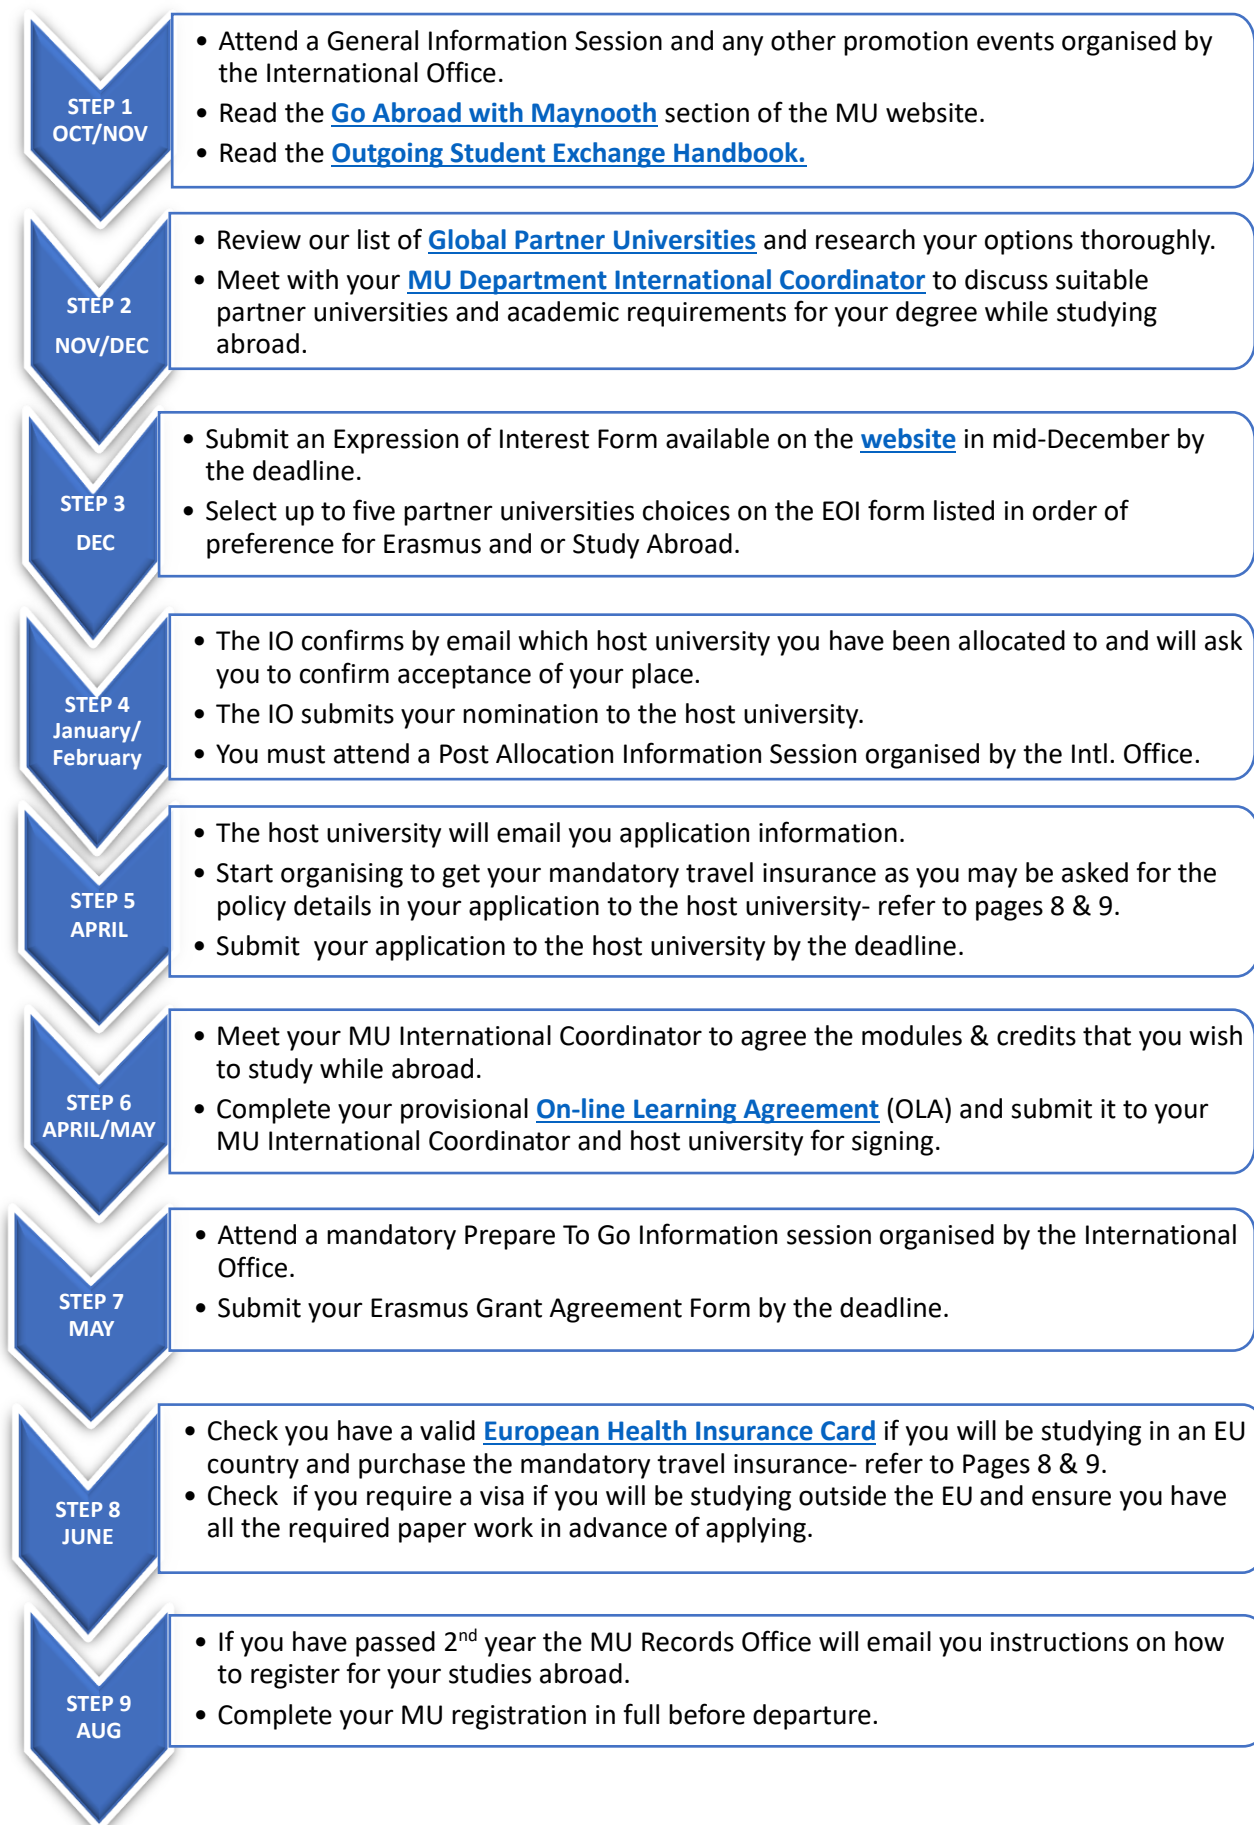 STEP 1
OCT/NOV
• Attend a General Information Session and any other promotion events organised by
the International Office.
• Read the Go Abroad with Maynooth section of the MU website.
• Read the Outgoing Student Exchange Handbook.
STEP 2
NOV/DEC
• Review our list of Global Partner Universities and research your options thoroughly.
• Meet with your MU Department International Coordinator to discuss suitable
partner universities and academic requirements for your degree while studying
abroad.
STEP 3
DEC
• Submit an Expression of Interest Form available on the website in mid-December by
the deadline.
• Select up to five partner universities choices on the EOI form listed in order of
preference for Erasmus and or Study Abroad.
STEP 4
January/
February
• The IO confirms by email which host university you have been allocated to and will ask
you to confirm acceptance of your place.
• The IO submits your nomination to the host university.
• You must attend a Post Allocation Information Session organised by the Intl. Office.
STEP 5
APRIL
• The host university will email you application information.
• Start organising to get your mandatory travel insurance as you may be asked for the
policy details in your application to the host university- refer to pages 8 & 9.
• Submit your application to the host university by the deadline.
STEP 6
APRIL/MAY
• Meet your MU International Coordinator to agree the modules & credits that you wish
to study while abroad.
• Complete your provisional On-line Learning Agreement (OLA) and submit it to your
MU International Coordinator and host university for signing.
STEP 7
MAY
• Attend a mandatory Prepare To Go Information session organised by the International
Office.
• Submit your Erasmus Grant Agreement Form by the deadline.
STEP 8
JUNE
• Check you have a valid European Health Insurance Card if you will be studying in an EU
country and purchase the mandatory travel insurance- refer to Pages 8 & 9.
• Check if you require a visa if you will be studying outside the EU and ensure you have
all the required paper work in advance of applying.
STEP 9
AUG
• If you have passed 2nd year the MU Records Office will email you instructions on how
to register for your studies abroad.
• Complete your MU registration in full before departure.